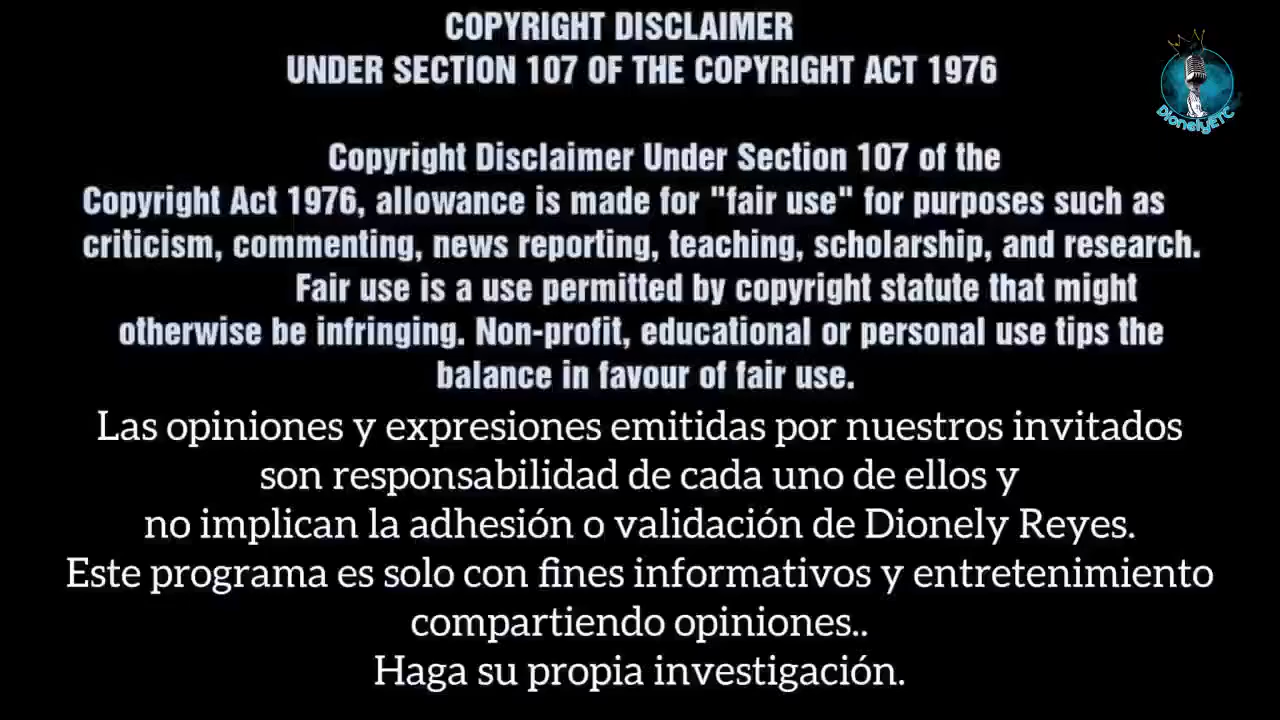 COPYRIGHT DISCLAIMER
UNDER SECTION 107 OF THE COPYRIGHT ACT 1976
DionelyETC
Copyright Disclaimer Under Section 107 of the
Copyright Act 1976, allowance is made for "fair use" for purposes such as
criticism, commenting, news reporting, teaching, scholarship, and research.
Fair use is a use permitted by copyright statute that might
otherwise be infringing. Non-profit, educational or personal use tips the
balance in favour of fair use.
Las opiniones y expresiones emitidas por nuestros invitados
son responsabilidad de cada uno de ellos y
no implican la adhesión o validación de Dionely Reyes.
Este programa es solo con fines informativos y entretenimiento
compartiendo opiniones..
Haga su propia investigación.